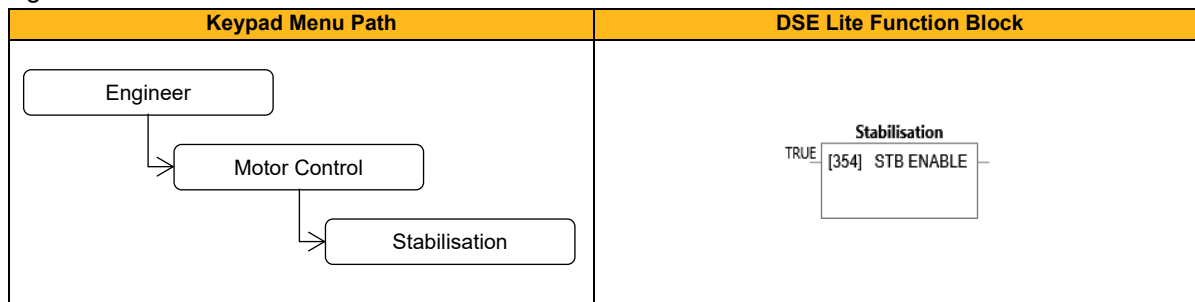 Keypad Menu Path
DSE Lite Function Block
Engineer
Motor Control
Stabilisation
Stabilisation
TRUE
[354] STB ENABLE